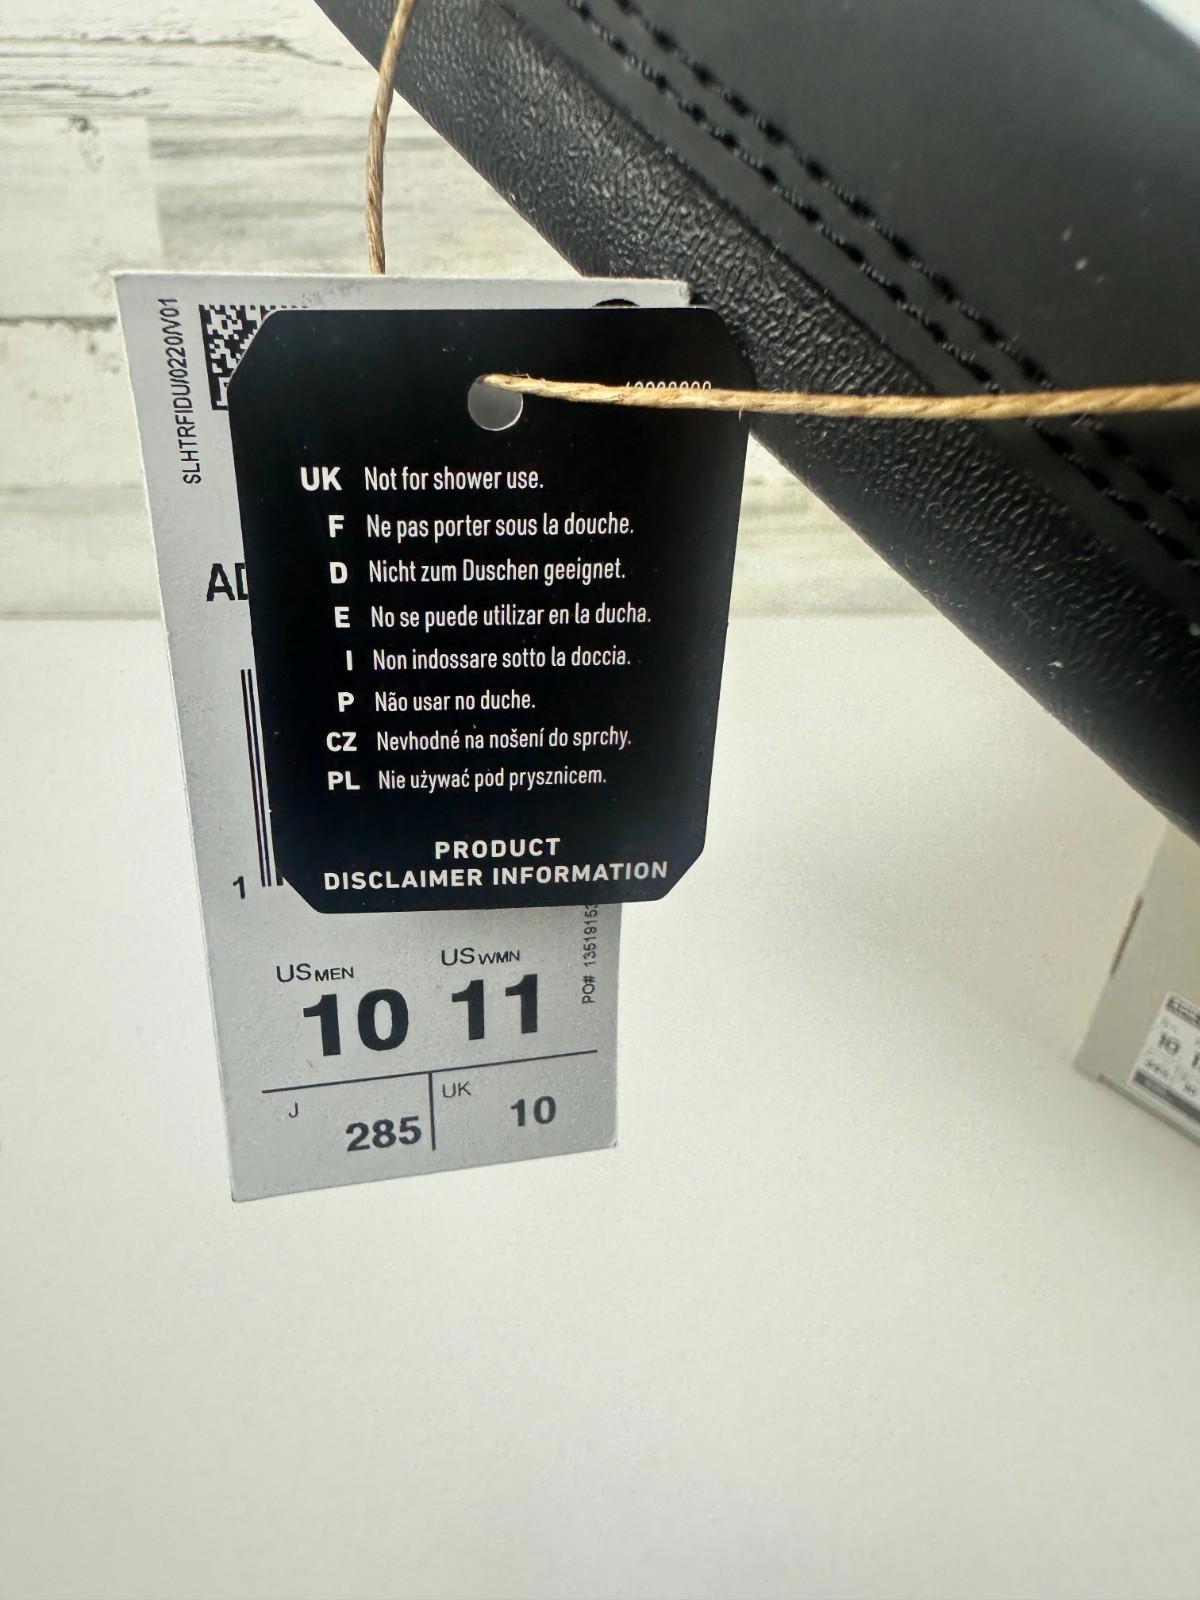 SLHTRFIDU/0220/V01
UK Not for shower use.
F Ne pas porter sous la douche.
D Nicht zum Duschen geeignet.
E No se puede utilizar en la ducha.
I Non indossare sotto la doccia.
P Não usar no duche.
CZ Nevhodné na nošení do sprchy.
PL Nie używać pod prysznicem.
PRODUCT
DISCLAIMER INFORMATION
1
US MEN US WMN
10 11
PO# 1351915
J 285 UK 10
10